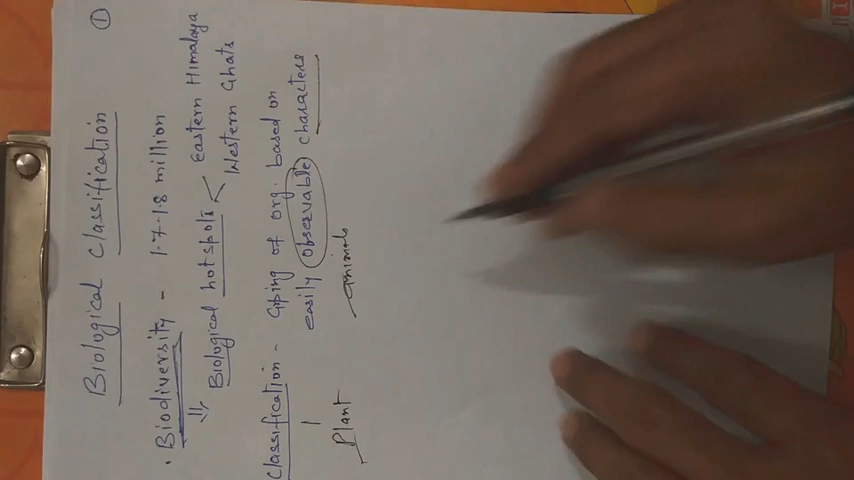 ①
Biological Classification
• Biodiversity - 1.7-1.8 million
⇒ Biological hotspots < Eastern Himalaya
Western Ghats
Classification - Gping of org. based on
easily observable characters
Plant animals